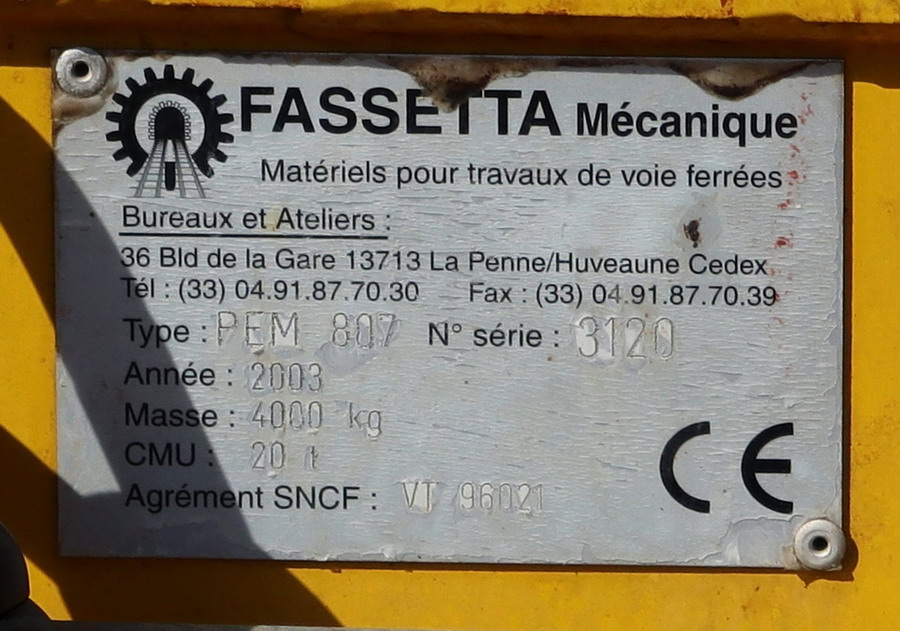 FASSETTA Mécanique
Matériels pour travaux de voie ferrées
Bureaux et Ateliers :
36 Bld de la Gare 13713 La Penne/Huveaune Cedex
Tél : (33) 04.91.87.70.30 Fax : (33) 04.91.87.70.39
Type : PEM 807 N° série : 3120
Année : 2003
Masse : 4000 kg
CMU : 20 t
Agrément SNCF : VT 96021
CE